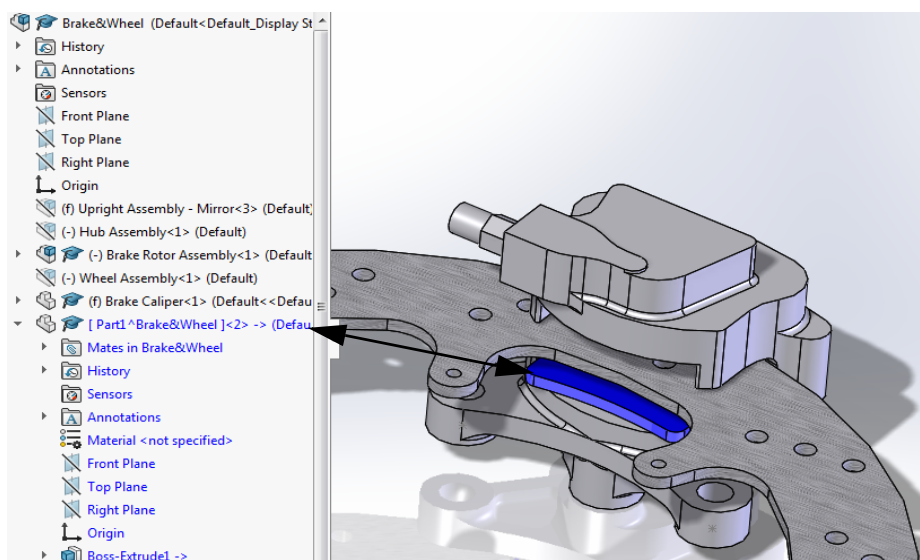 Brake&Wheel (Default<Default_Display St
History
Annotations
Sensors
Front Plane
Top Plane
Right Plane
Origin
(f) Upright Assembly - Mirror<3> (Default)
(-) Hub Assembly<1> (Default)
(-) Brake Rotor Assembly<1> (Default
(-) Wheel Assembly<1> (Default)
(f) Brake Caliper<1> (Default<<Defau
[ Part1^Brake&Wheel ]<2> -> (Defau
Mates in Brake&Wheel
History
Sensors
Annotations
Material <not specified>
Front Plane
Top Plane
Right Plane
Origin
Boss-Extrude1 ->